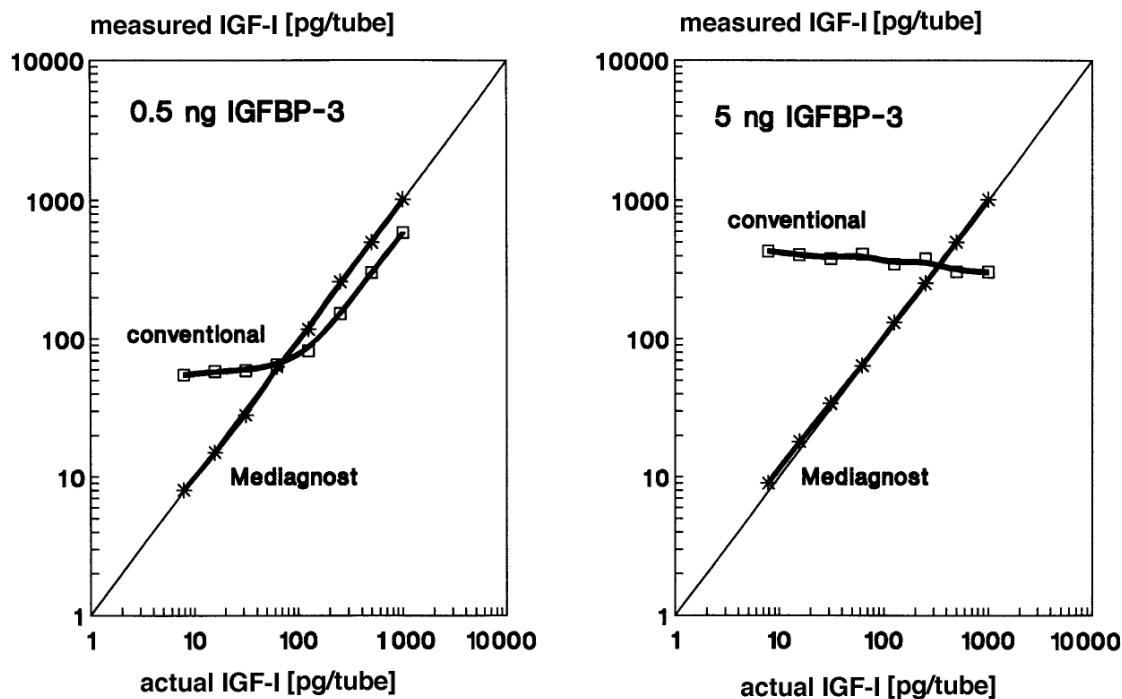 measured IGF-I [pg/tube]
10000
1000
100
10
1
0.5 ng IGFBP-3
conventional
Mediagnost
1 10 100 1000 10000
actual IGF-I [pg/tube]
measured IGF-I [pg/tube]
10000
1000
100
10
1
5 ng IGFBP-3
conventional
Mediagnost
1 10 100 1000 10000
actual IGF-I [pg/tube]